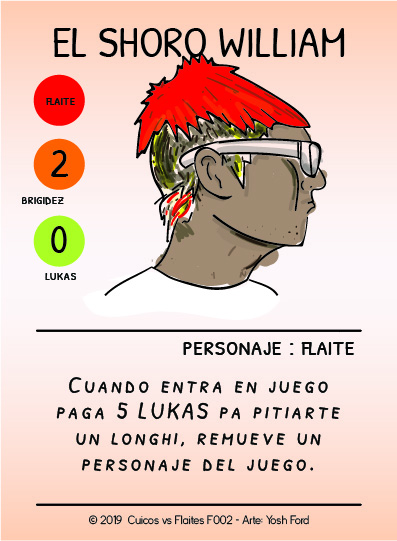 EL SHORO WILLIAM
FLAITE
2
BRIGIDEZ
0
LUKAS
PERSONAJE : FLAITE
CUANDO ENTRA EN JUEGO
PAGA 5 LUKAS PA PITIARTE
UN LONGHI, REMUEVE UN
PERSONAJE DEL JUEGO.
© 2019 Cuicos vs Flaites F002 - Arte: Yosh Ford